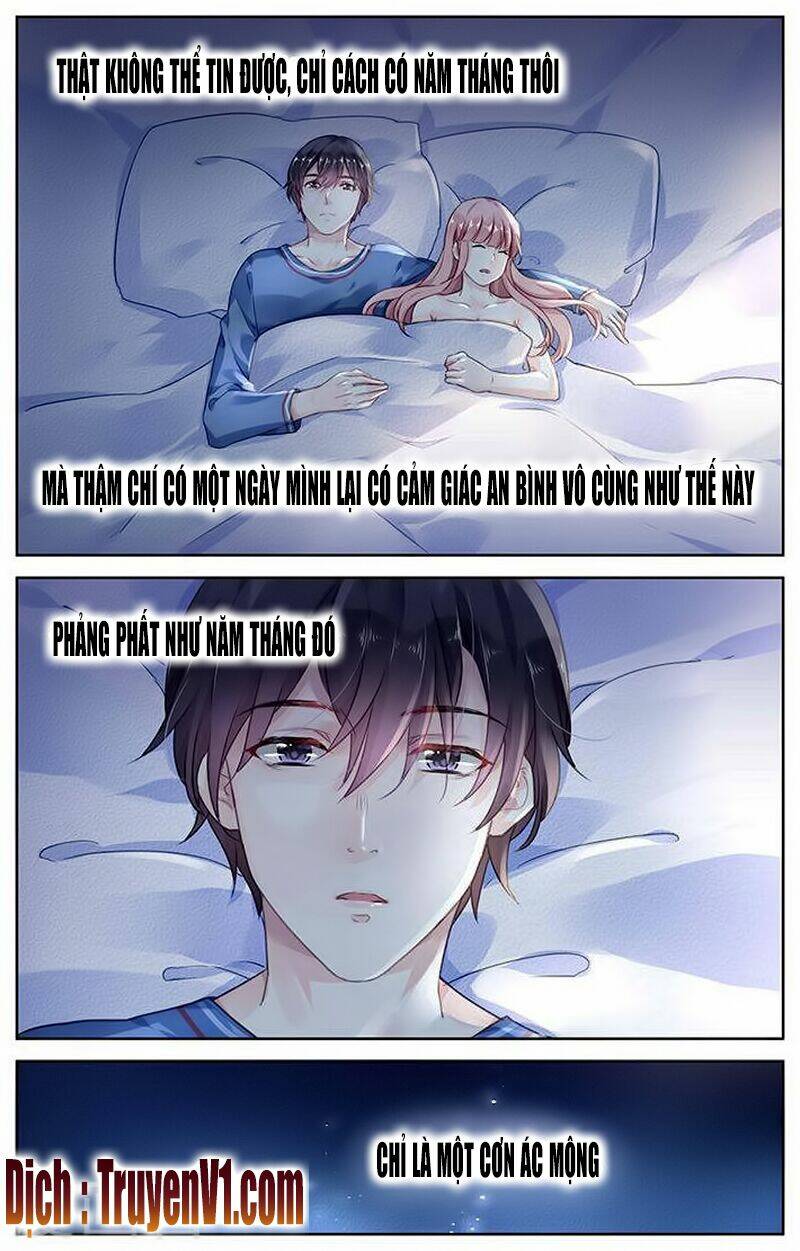 THẬT KHÔNG THỂ TIN ĐƯỢC, CHỈ CÁCH CÓ NĂM THÁNG THÔI
MÀ THẬM CHÍ CÓ MỘT NGÀY MÌNH LẠI CÓ CẢM GIÁC AN BÌNH VÔ CÙNG NHƯ THẾ NÀY
PHẢNG PHẤT NHƯ NĂM THÁNG ĐÓ
CHỈ LÀ MỘT CƠN ÁC MỘNG
Dịch : TruyenV1.com